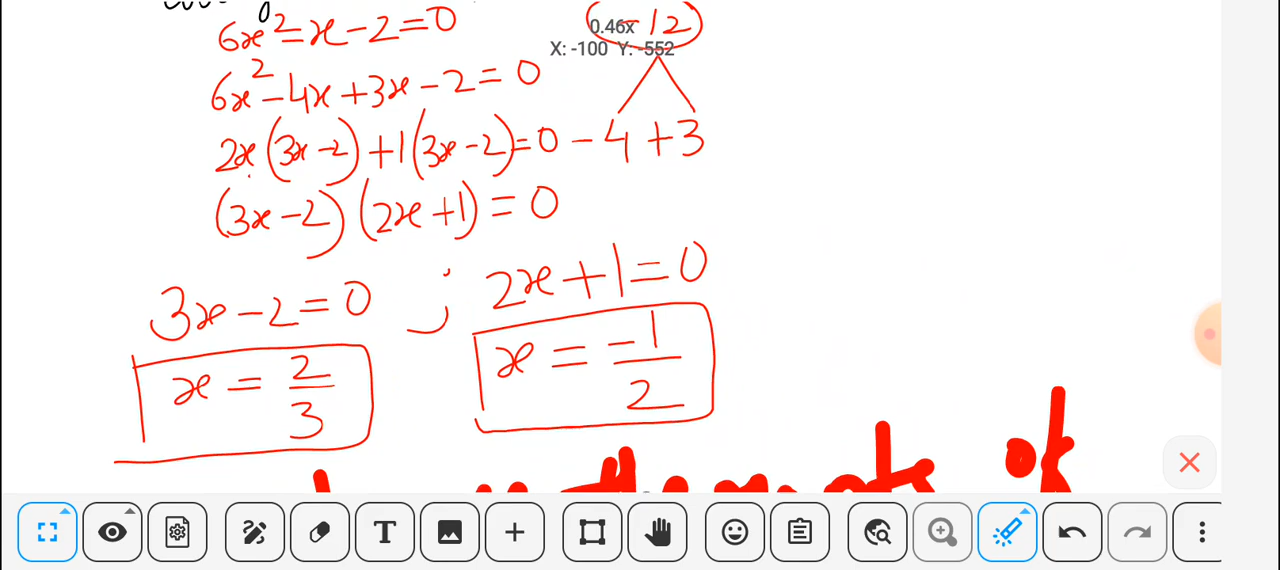 6x²=x-2=0
-12
0.46x
X: -100 Y: -552
6x²-4x+3x-2=0
2x(3x-2)+1(3x-2)=0
-4 +3
(3x-2)(2x+1)=0
3x-2=0 ; 2x+1=0
x = 2/3
x = -1/2
of
T